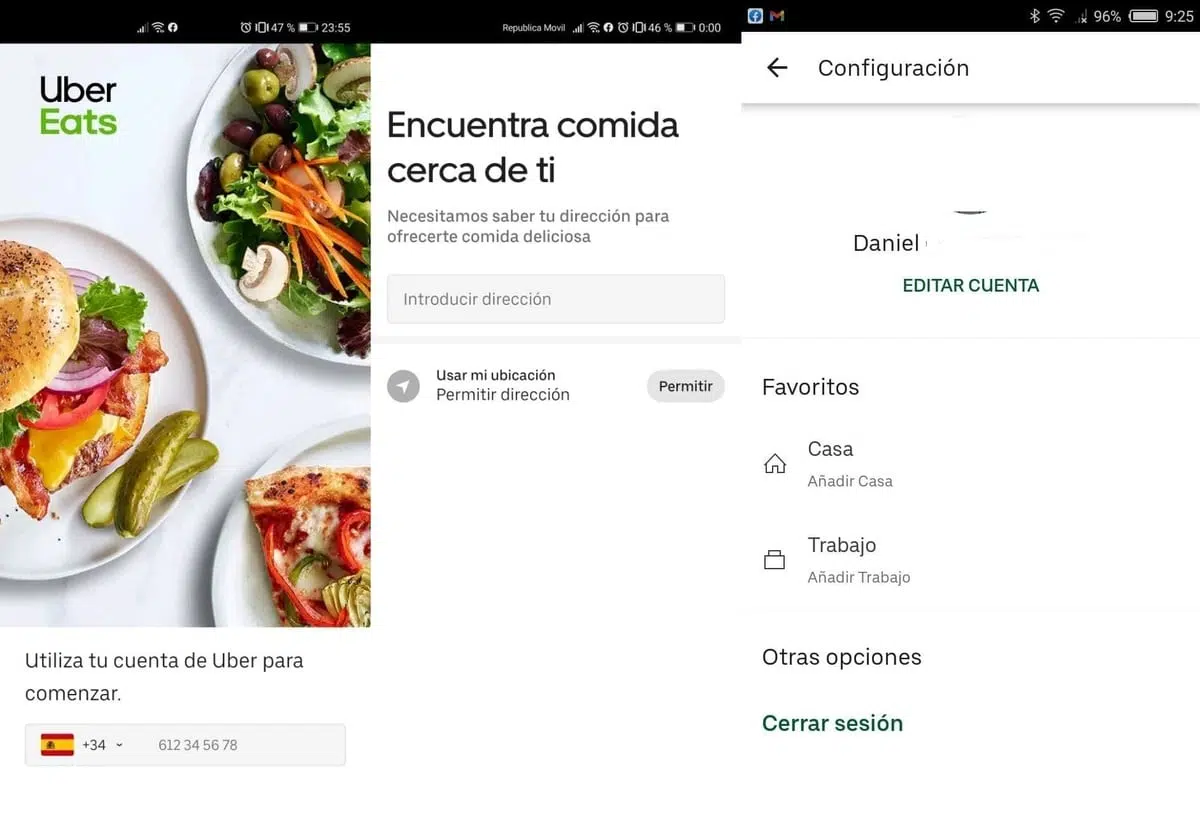 47 % 23:55
Uber
Eats
Utiliza tu cuenta de Uber para
comenzar.
+34 612 34 56 78
Republica Movil 46 % 0:00
Encuentra comida
cerca de ti
Necesitamos saber tu dirección para
ofrecerte comida deliciosa
Introducir dirección
Usar mi ubicación
Permitir dirección
Permitir
96% 9:25
Configuración
Daniel
EDITAR CUENTA
Favoritos
Casa
Añadir Casa
Trabajo
Añadir Trabajo
Otras opciones
Cerrar sesión